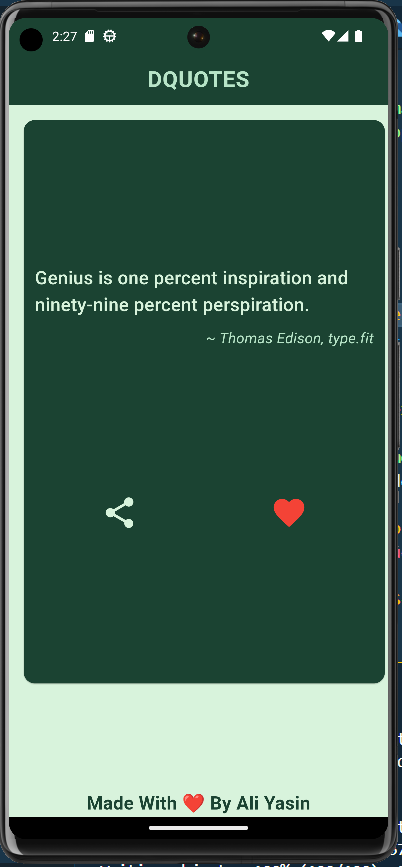 2:27
DQUOTES
Genius is one percent inspiration and
ninety-nine percent perspiration.
~ Thomas Edison, type.fit
Made With ❤️ By Ali Yasin